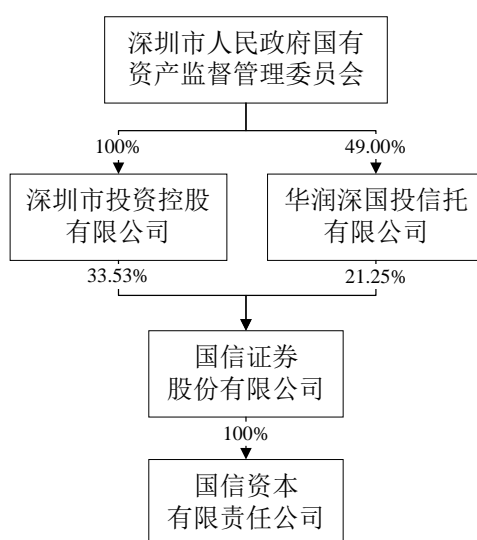 深圳市人民政府国有
资产监督管理委员会
100%
49.00%
深圳市投资控股
有限公司
华润深国投信托
有限公司
33.53%
21.25%
国信证券
股份有限公司
100%
国信资本
有限责任公司